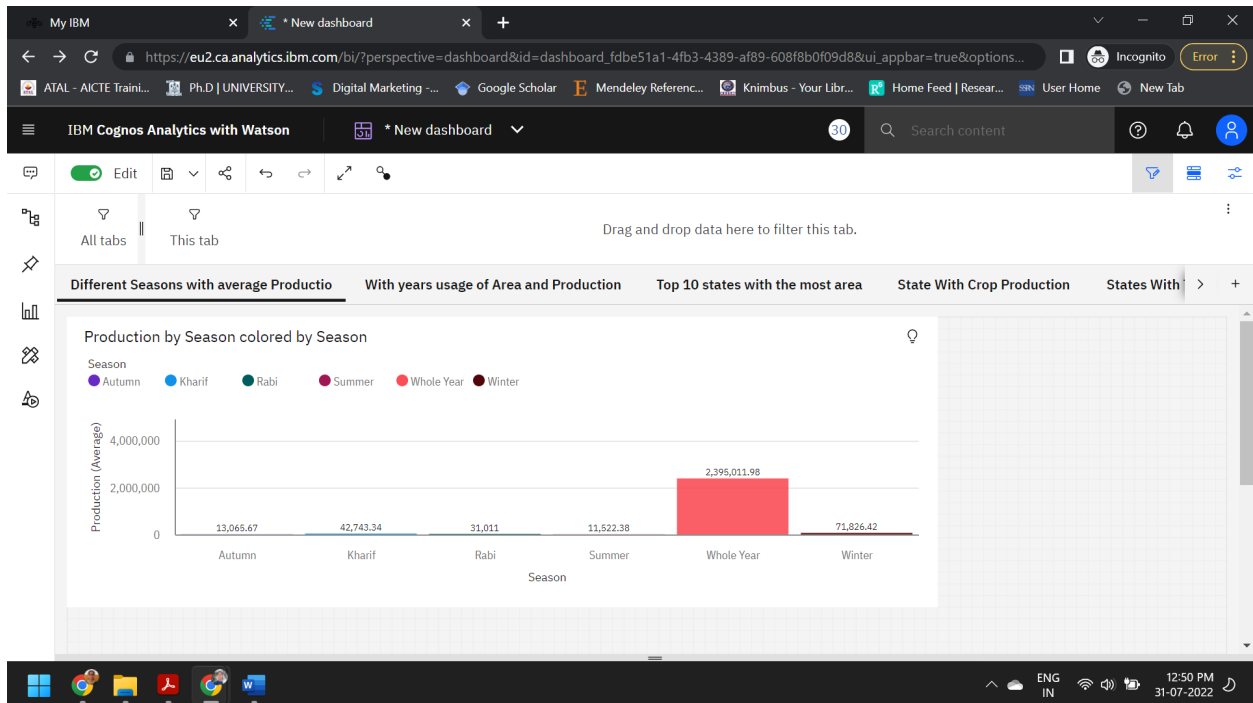 My IBM
* New dashboard
https://eu2.ca.analytics.ibm.com/bi/?perspective=dashboard&id=dashboard_fdbe51a1-4fb3-4389-af89-608f8b0f09d8&ui_appbar=true&options...
Incognito
Error
ATAL - AICTE Traini...
Ph.D | UNIVERSITY...
Digital Marketing -...
Google Scholar
Mendeley Referenc...
Knimbus - Your Libr...
Home Feed | Resear...
User Home
New Tab
IBM Cognos Analytics with Watson
* New dashboard
30
Search content
Edit
All tabs
This tab
Drag and drop data here to filter this tab.
Different Seasons with average Productio
With years usage of Area and Production
Top 10 states with the most area
State With Crop Production
States With
Production by Season colored by Season
Season
Autumn Kharif Rabi Summer Whole Year Winter
Production (Average)
4,000,000
2,000,000
0
13,065.67
42,743.34
31,011
11,522.38
2,395,011.98
71,826.42
Autumn Kharif Rabi Summer Whole Year Winter
Season
ENG
IN
12:50 PM
31-07-2022